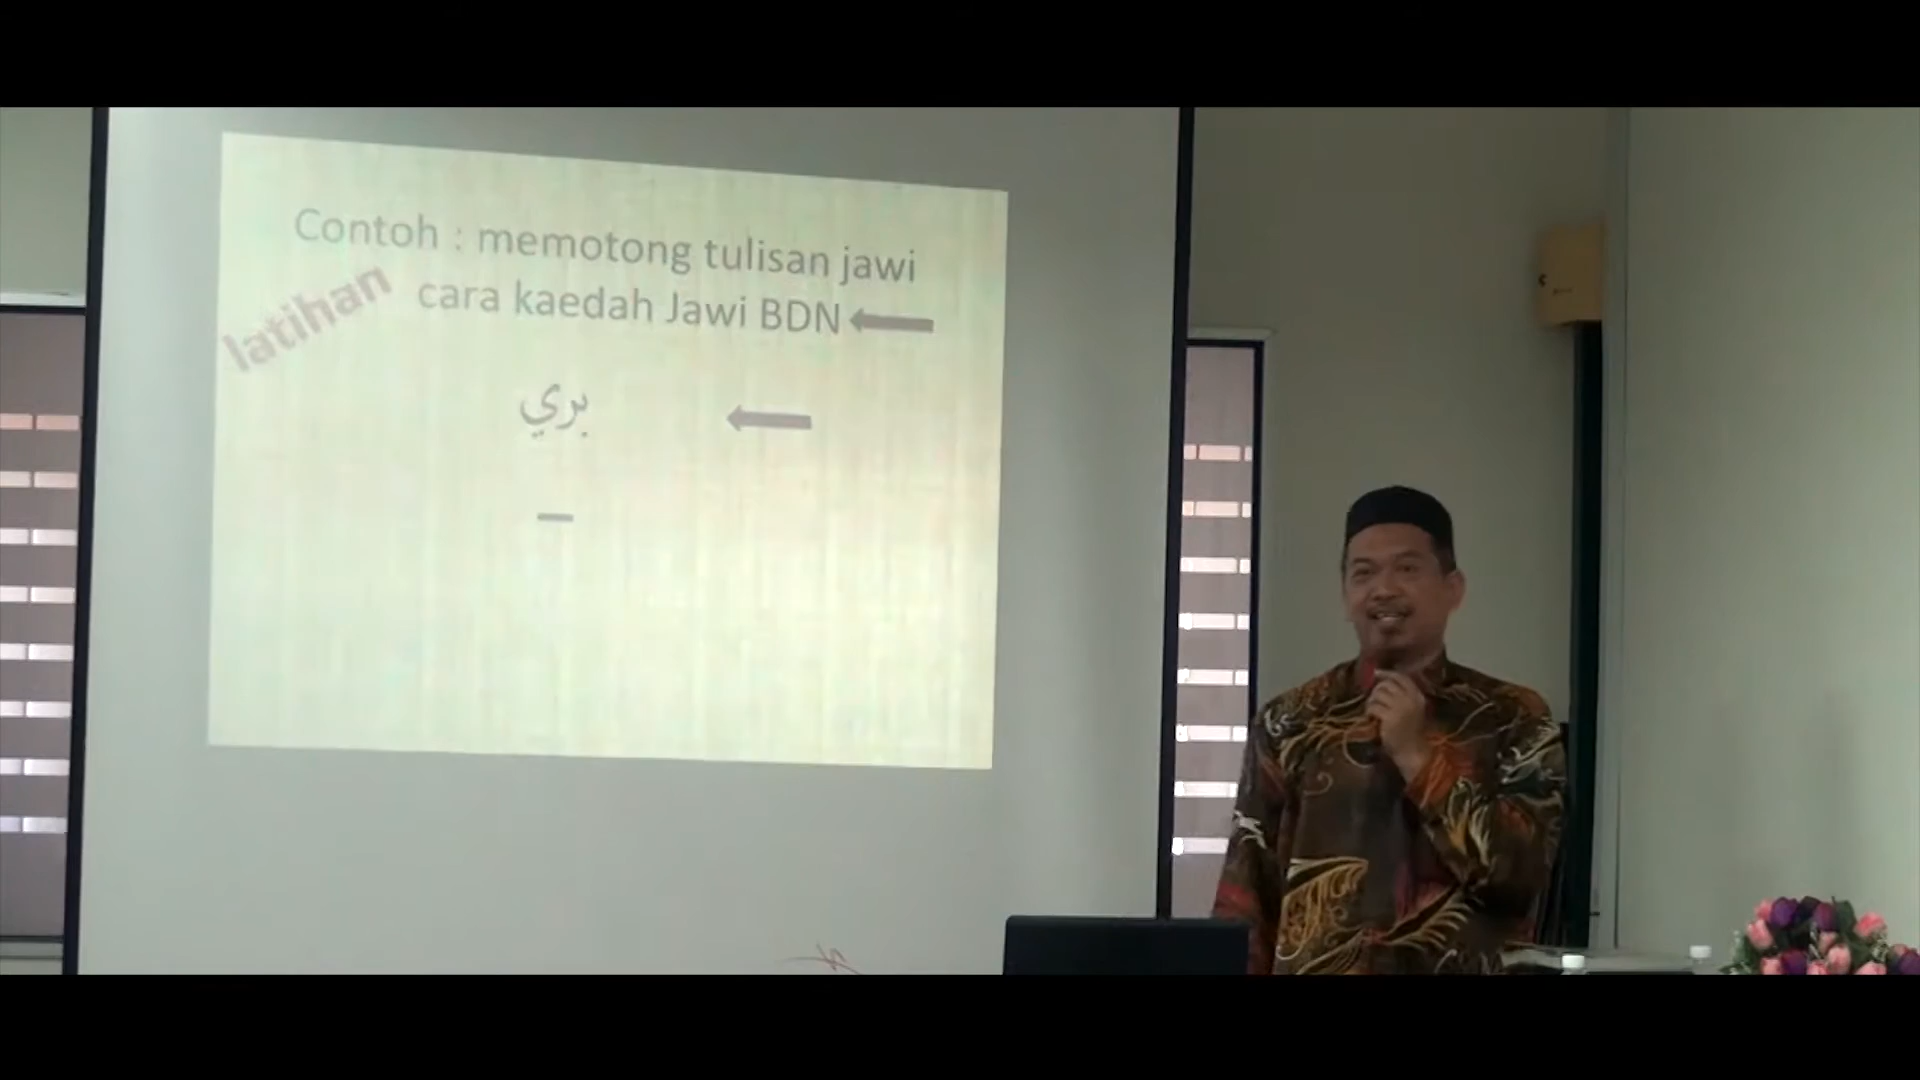 Contoh : memotong tulisan jawi
cara kaedah Jawi BDN
latihan
بري
–